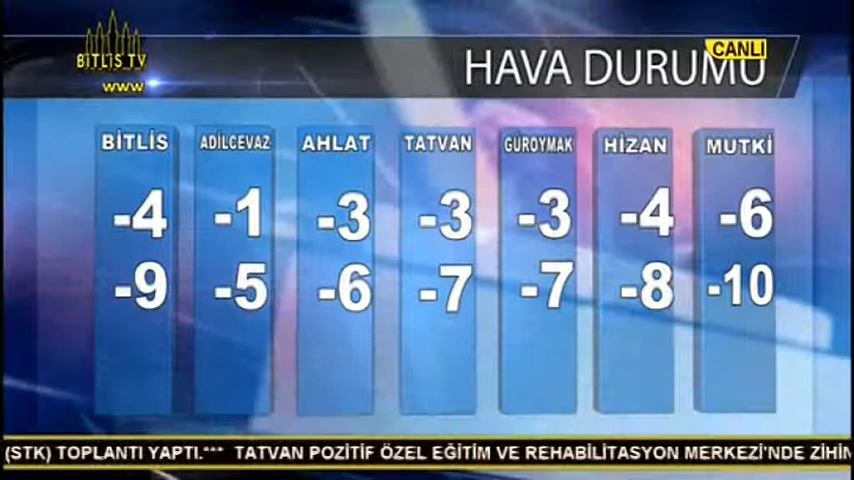 BİTLİS TV
www
CANLI
HAVA DURUMU
BİTLİS ADİLCEVAZ AHLAT TATVAN GÜROYMAK HİZAN MUTKİ
-4 -1 -3 -3 -3 -4 -6
-9 -5 -6 -7 -7 -8 -10
(STK) TOPLANTI YAPTI.*** TATVAN POZİTİF ÖZEL EĞİTİM VE REHABİLİTASYON MERKEZİ'NDE ZİHİN